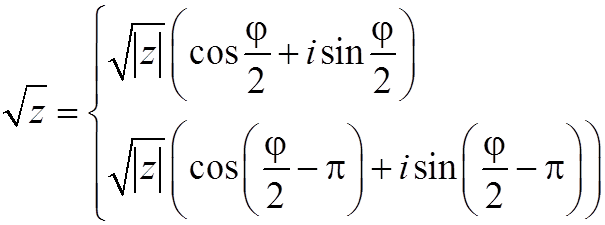 √z = { √|z| ( cos φ/2 + i sin φ/2 )
√|z| ( cos ( φ/2 − π ) + i sin ( φ/2 − π ) )